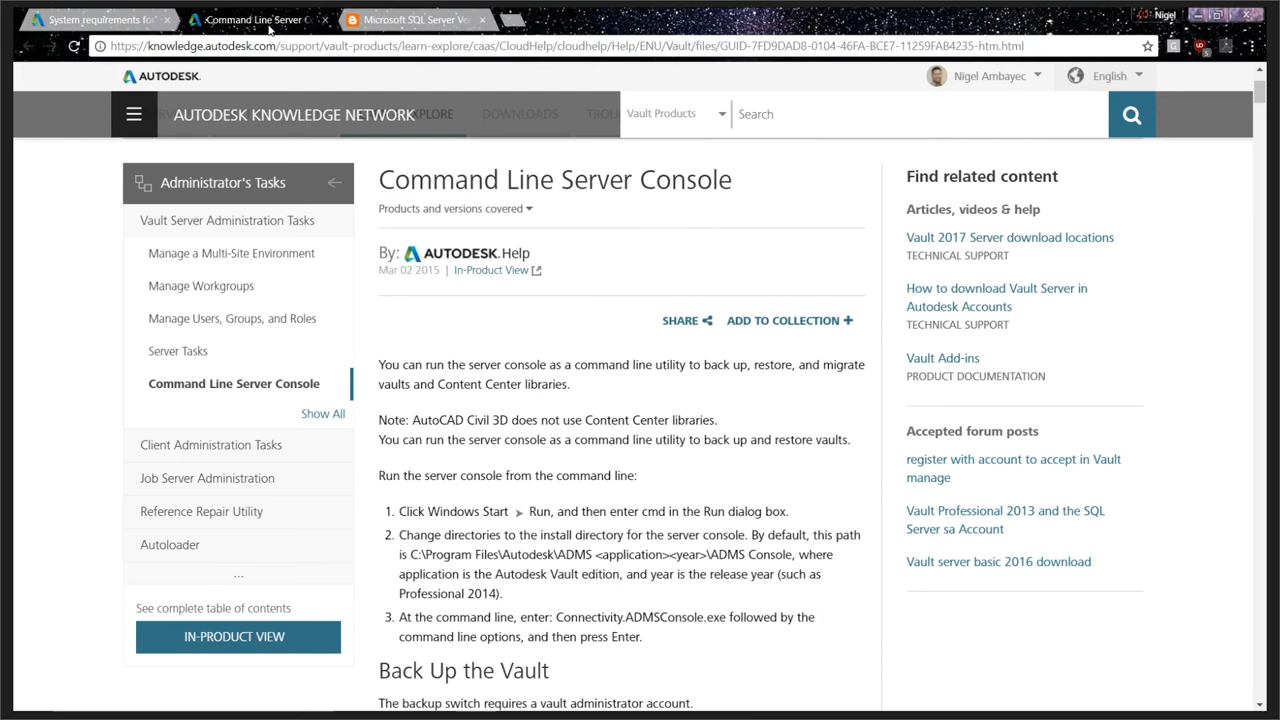 System requirements for
Command Line Server C
Microsoft SQL Server Ve
Nigel
https://knowledge.autodesk.com/support/vault-products/learn-explore/caas/CloudHelp/cloudhelp/Help/ENU/Vault/files/GUID-7FD9DAD8-0104-46FA-BCE7-11259FAB4235-htm.html
AUTODESK.
Nigel Ambayec
English
AUTODESK KNOWLEDGE NETWORK
DOWNLOADS
Vault Products
Search
Administrator's Tasks
Vault Server Administration Tasks
Manage a Multi-Site Environment
Manage Workgroups
Manage Users, Groups, and Roles
Server Tasks
Command Line Server Console
Show All
Client Administration Tasks
Job Server Administration
Reference Repair Utility
Autoloader
...
See complete table of contents
IN-PRODUCT VIEW
Command Line Server Console
Products and versions covered
By: AUTODESK. Help
Mar 02 2015 | In-Product View
SHARE ADD TO COLLECTION +
You can run the server console as a command line utility to back up, restore, and migrate
vaults and Content Center libraries.
Note: AutoCAD Civil 3D does not use Content Center libraries.
You can run the server console as a command line utility to back up and restore vaults.
Run the server console from the command line:
1. Click Windows Start ➤ Run, and then enter cmd in the Run dialog box.
2. Change directories to the install directory for the server console. By default, this path
is C:\Program Files\Autodesk\ADMS <application><year>\ADMS Console, where
application is the Autodesk Vault edition, and year is the release year (such as
Professional 2014).
3. At the command line, enter: Connectivity.ADMSConsole.exe followed by the
command line options, and then press Enter.
Back Up the Vault
The backup switch requires a vault administrator account.
Find related content
Articles, videos & help
Vault 2017 Server download locations
TECHNICAL SUPPORT
How to download Vault Server in
Autodesk Accounts
TECHNICAL SUPPORT
Vault Add-ins
PRODUCT DOCUMENTATION
Accepted forum posts
register with account to accept in Vault
manage
Vault Professional 2013 and the SQL
Server sa Account
Vault server basic 2016 download